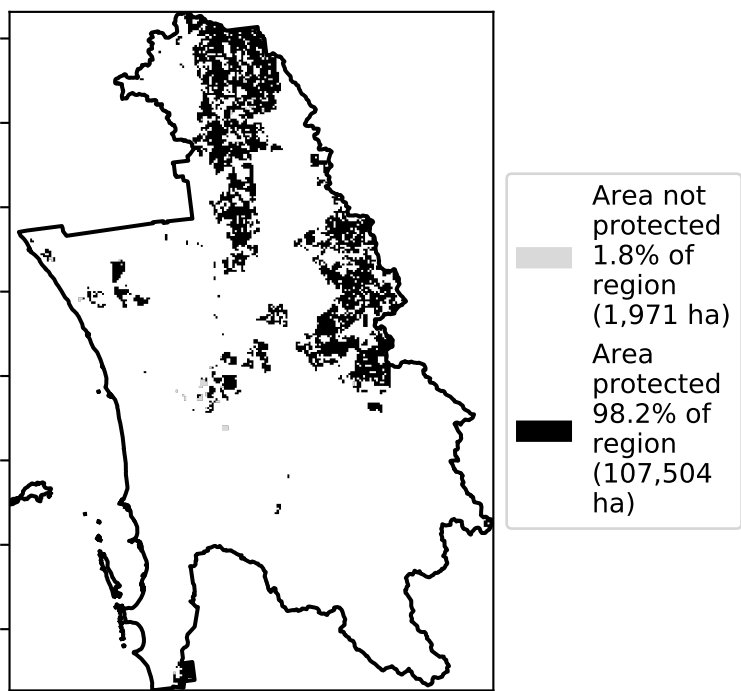 Area not
protected
1.8% of
region
(1,971 ha)
Area
protected
98.2% of
region
(107,504
ha)